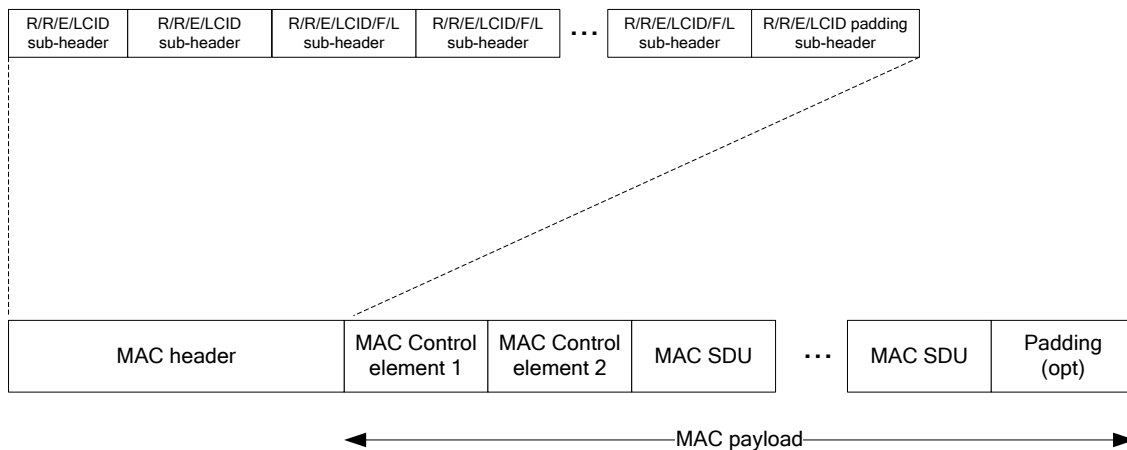 R/R/E/LCID sub-header
R/R/E/LCID sub-header
R/R/E/LCID/F/L sub-header
R/R/E/LCID/F/L sub-header
...
R/R/E/LCID/F/L sub-header
R/R/E/LCID padding sub-header
MAC header
MAC Control element 1
MAC Control element 2
MAC SDU
...
MAC SDU
Padding (opt)
MAC payload